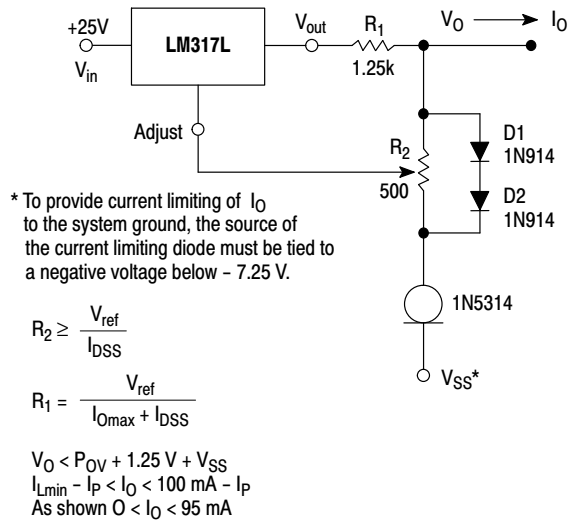 +25V
V_in
LM317L
V_out
R_1
1.25k
V_O
I_O
Adjust
R_2
500
D1
1N914
D2
1N914
* To provide current limiting of I_O
to the system ground, the source of
the current limiting diode must be tied to
a negative voltage below – 7.25 V.
1N5314
V_SS*
R_2 ≥ V_ref / I_DSS
R_1 = V_ref / I_Omax + I_DSS
V_O < P_OV + 1.25 V + V_SS
I_Lmin – I_P < I_O < 100 mA – I_P
As shown O < I_O < 95 mA